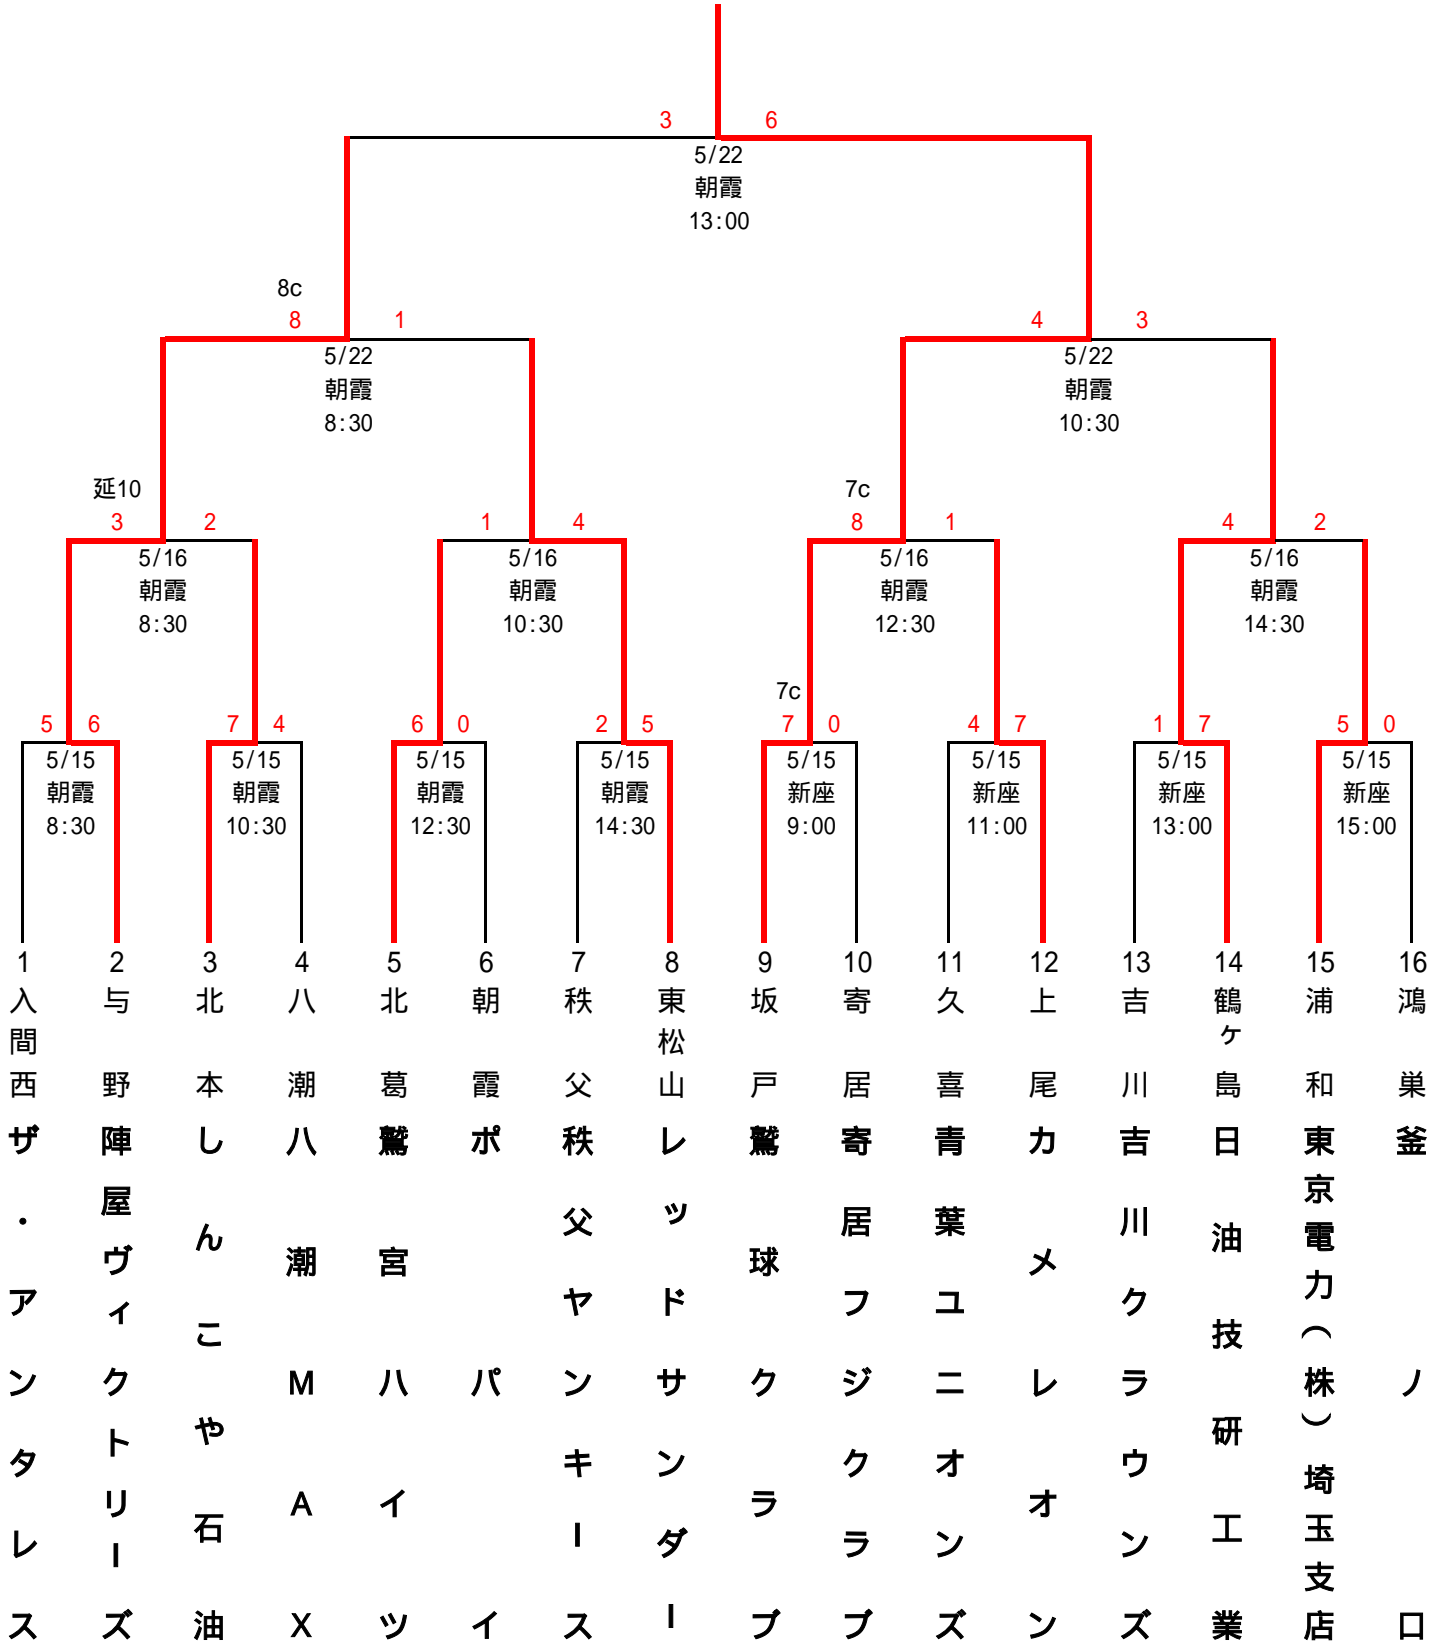 3 6
5/22
朝霞
13:00
8c
8 1 4 3
5/22 5/22
朝霞 朝霞
8:30 10:30
延10 7c
3 2 1 4 8 1 4 2
5/16 5/16 5/16 5/16
朝霞 朝霞 朝霞 朝霞
8:30 10:30 12:30 14:30
7c
5 6 7 4 6 0 2 5 7 0 4 7 1 7 5 0
5/15 5/15 5/15 5/15 5/15 5/15 5/15 5/15
朝霞 朝霞 朝霞 朝霞 新座 新座 新座 新座
8:30 10:30 12:30 14:30 9:00 11:00 13:00 15:00
1 入間西 ザ・アンタレス
2 与野 陣屋ヴィクトリーズ
3 北本 しんこや石油
4 八潮 八潮MAX
5 北葛 鷲宮ハイツ
6 朝霞 ポパイ
7 秩父 秩父ヤンキース
8 東松山 レッドサンダー
9 坂戸 鷲球クラブ
10 寄居 寄居フジクラブ
11 久喜 青葉ユニオンズ
12 上尾 カメレオン
13 吉川 吉川クラウンズ
14 鶴ヶ島 日油技研工業
15 浦和 東京電力(株)埼玉支店
16 鴻巣 釜ノ口